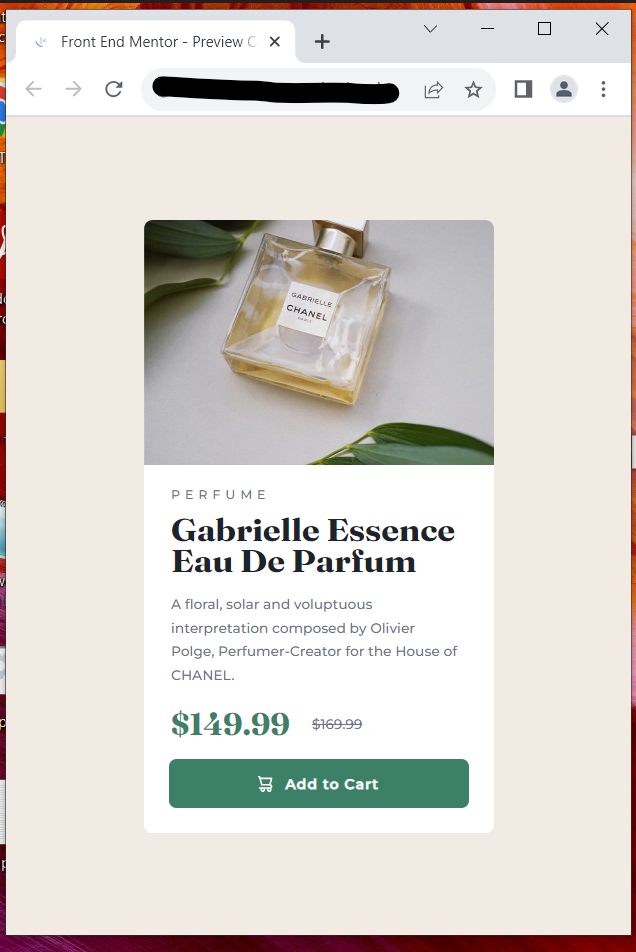 Front End Mentor - Preview C
GABRIELLE
CHANEL
PARIS
PERFUME
Gabrielle Essence
Eau De Parfum
A floral, solar and voluptuous
interpretation composed by Olivier
Polge, Perfumer-Creator for the House of
CHANEL.
$149.99 $169.99
Add to Cart